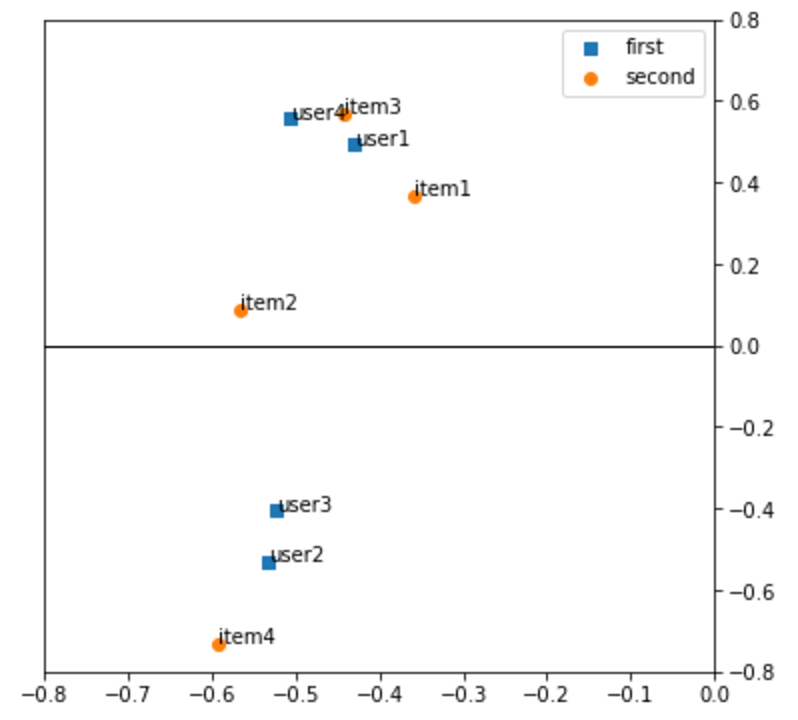 0.8
first
second
0.6
user4
item3
user1
0.4
item1
0.2
item2
0.0
−0.2
user3
−0.4
user2
−0.6
item4
−0.8
−0.8 −0.7 −0.6 −0.5 −0.4 −0.3 −0.2 −0.1 0.0